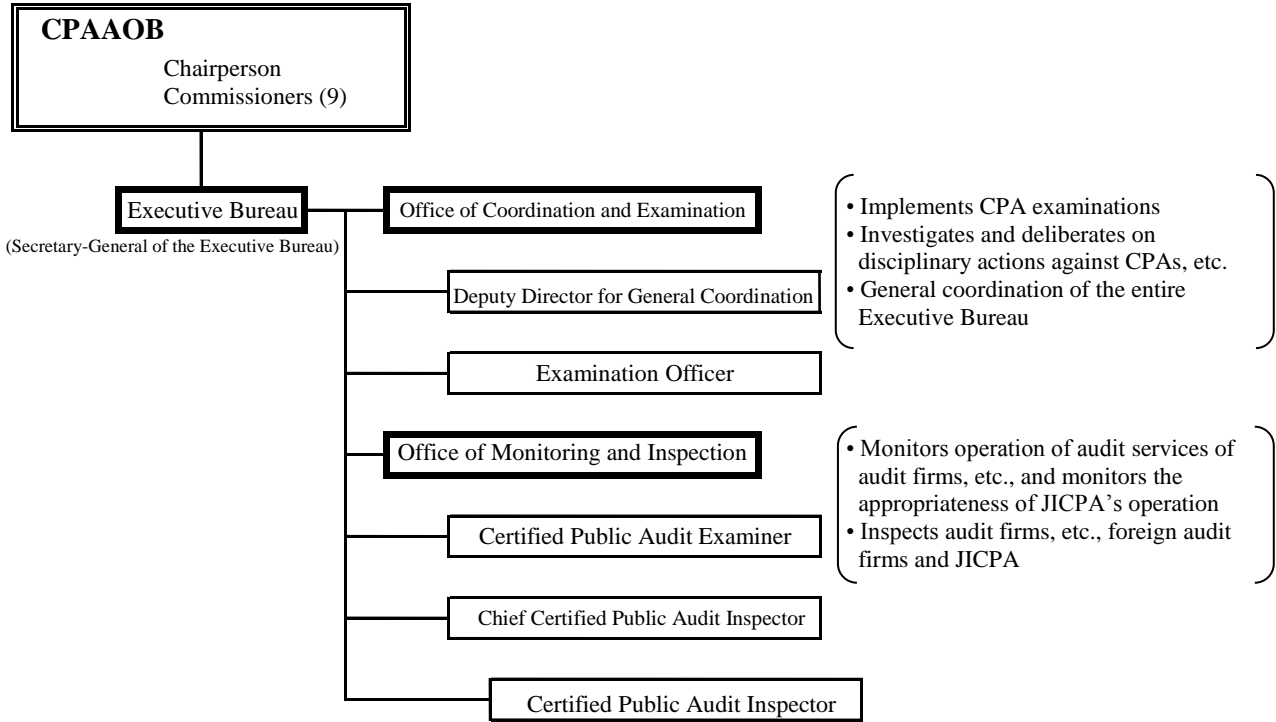 CPAAOB
Chairperson
Commissioners (9)
Executive Bureau
(Secretary-General of the Executive Bureau)
Office of Coordination and Examination
• Implements CPA examinations
• Investigates and deliberates on
disciplinary actions against CPAs, etc.
• General coordination of the entire
Executive Bureau
Deputy Director for General Coordination
Examination Officer
Office of Monitoring and Inspection
• Monitors operation of audit services of
audit firms, etc., and monitors the
appropriateness of JICPA’s operation
• Inspects audit firms, etc., foreign audit
firms and JICPA
Certified Public Audit Examiner
Chief Certified Public Audit Inspector
Certified Public Audit Inspector